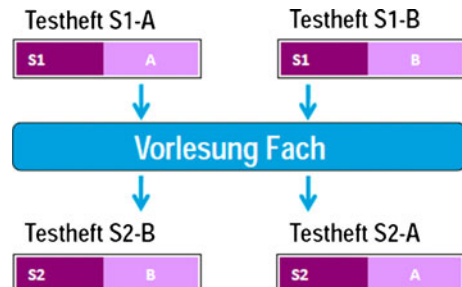 Testheft S1-A Testheft S1-B
S1 A S1 B
Vorlesung Fach
Testheft S2-B Testheft S2-A
S2 B S2 A